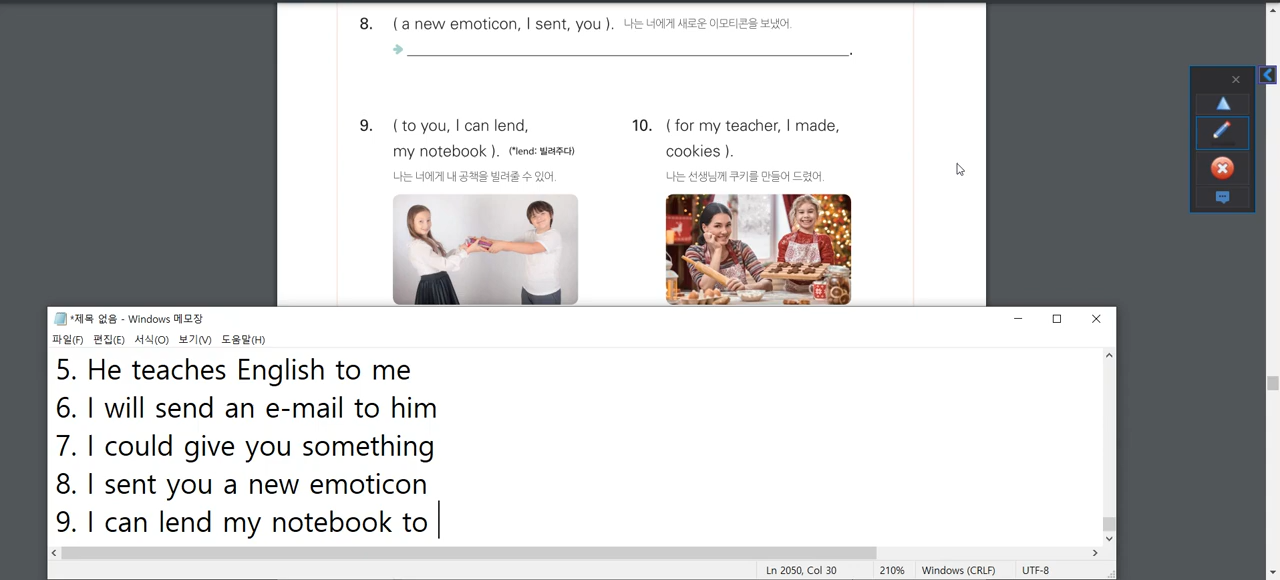 8. ( a new emoticon, I sent, you ). 나는 너에게 새로운 이모티콘을 보냈어.
.
9. ( to you, I can lend,
my notebook ). (*lend: 빌려주다)
나는 너에게 내 공책을 빌려줄 수 있어.
10. ( for my teacher, I made,
cookies ).
나는 선생님께 쿠키를 만들어 드렸어.
*제목 없음 - Windows 메모장
파일(F) 편집(E) 서식(O) 보기(V) 도움말(H)
5. He teaches English to me
6. I will send an e-mail to him
7. I could give you something
8. I sent you a new emoticon
9. I can lend my notebook to
Ln 2050, Col 30 210% Windows (CRLF) UTF-8